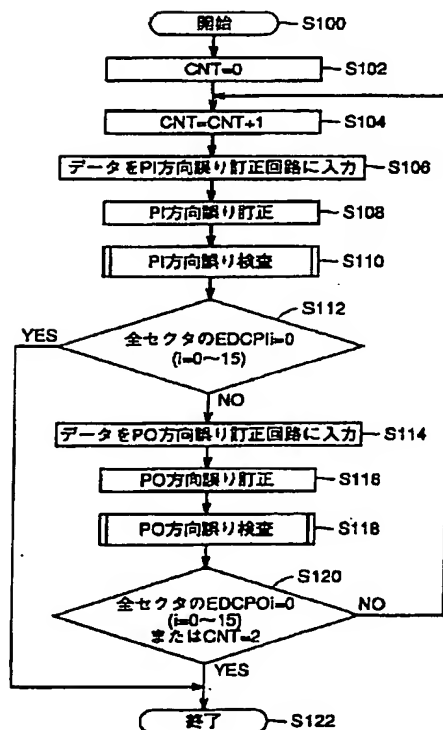 開始 S100
CNT=0 S102
CNT=CNT+1 S104
データをPI方向誤り訂正回路に入力 S106
PI方向誤り訂正 S108
PI方向誤り検査 S110
S112
YES
全セクタのEDCPIi=0
(i=0〜15)
NO
データをPO方向誤り訂正回路に入力 S114
PO方向誤り訂正 S116
PO方向誤り検査 S118
S120
全セクタのEDCPOi=0
(i=0〜15)
またはCNT=2
NO
YES
終了 S122